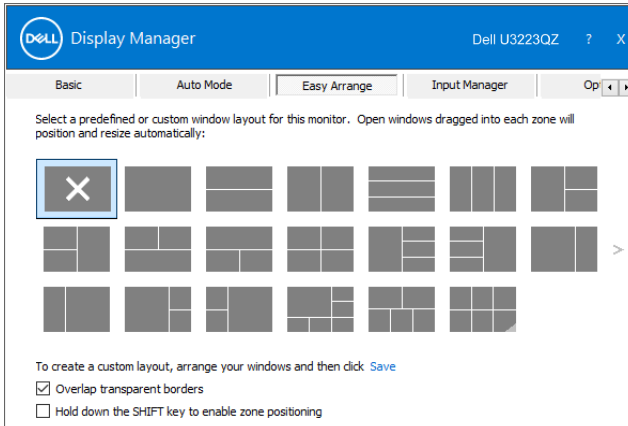 DELL Display Manager Dell U3223QZ ? X
Basic Auto Mode Easy Arrange Input Manager Op
Select a predefined or custom window layout for this monitor. Open windows dragged into each zone will
position and resize automatically:
To create a custom layout, arrange your windows and then click Save
Overlap transparent borders
Hold down the SHIFT key to enable zone positioning